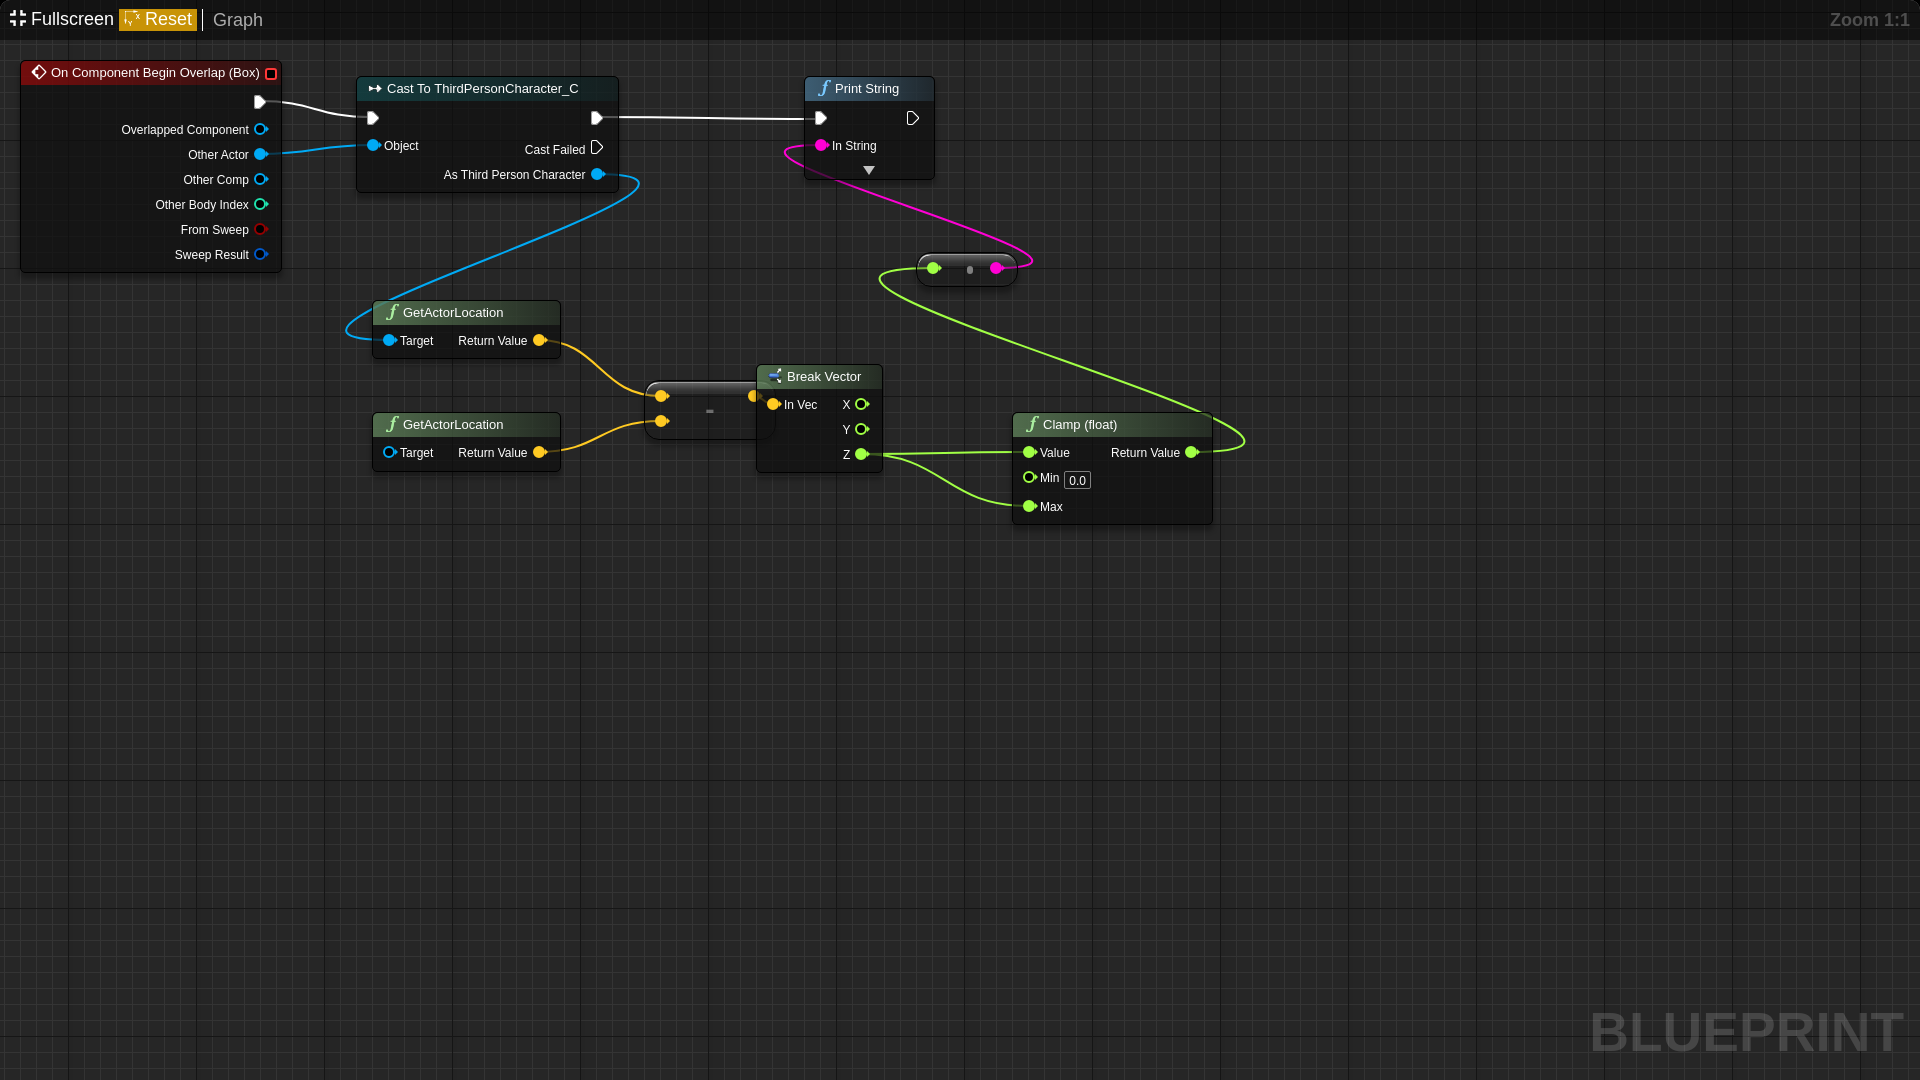 Fullscreen Reset Graph Zoom 1:1
On Component Begin Overlap (Box)
Overlapped Component
Other Actor
Other Comp
Other Body Index
From Sweep
Sweep Result
Cast To ThirdPersonCharacter_C
Object
Cast Failed
As Third Person Character
Print String
In String
GetActorLocation
Target Return Value
GetActorLocation
Target Return Value
-
Break Vector
In Vec X
Y
Z
Clamp (float)
Value Return Value
Min 0.0
Max
BLUEPRINT